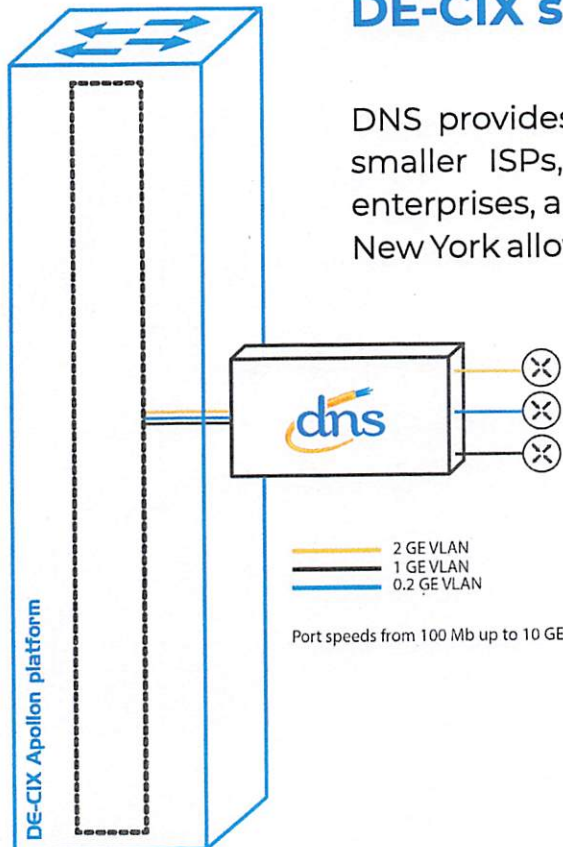 DE-CIX s
DNS provides
smaller ISPs,
enterprises, a
New York allo
dns
2 GE VLAN
1 GE VLAN
0.2 GE VLAN
Port speeds from 100 Mb up to 10 GE
DE-CIX Apollon platform